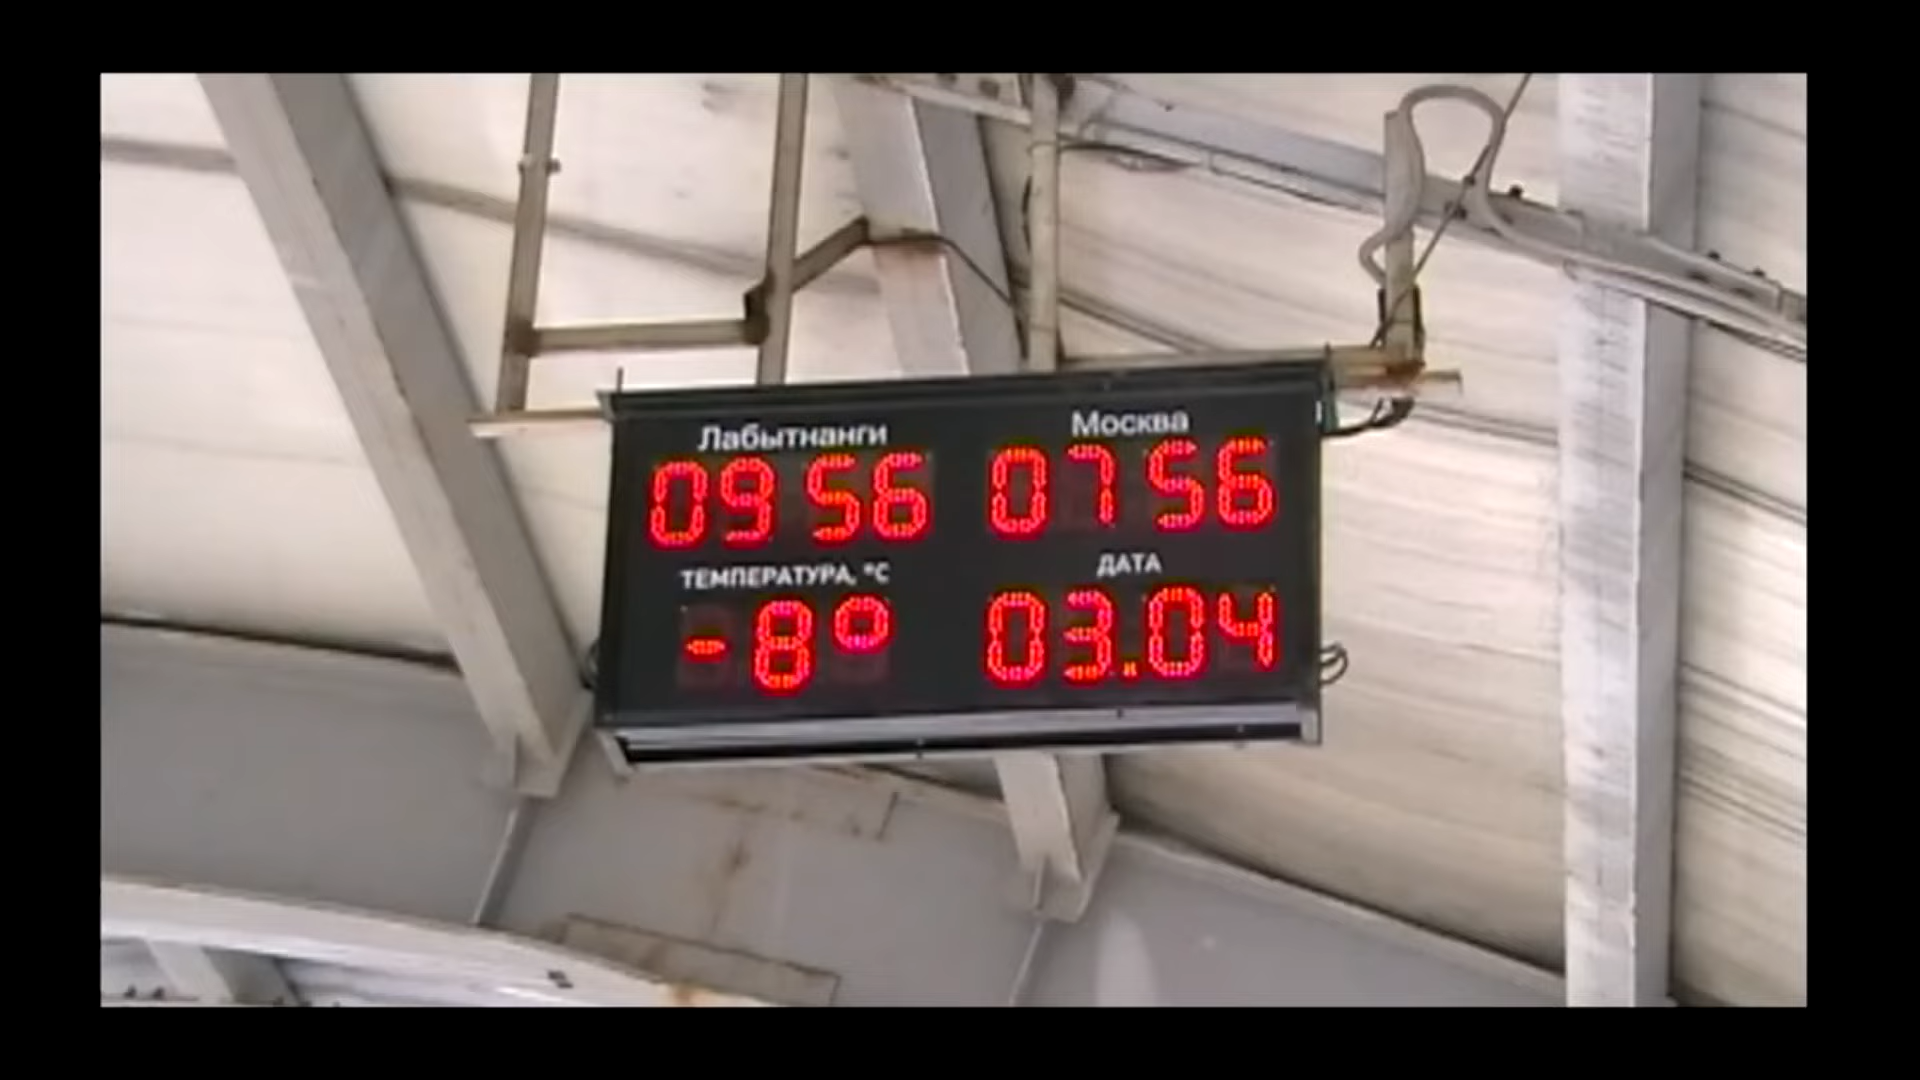 Лабытнанги Москва
09 56 07 56
ТЕМПЕРАТУРА, °С ДАТА
-8° 03.04